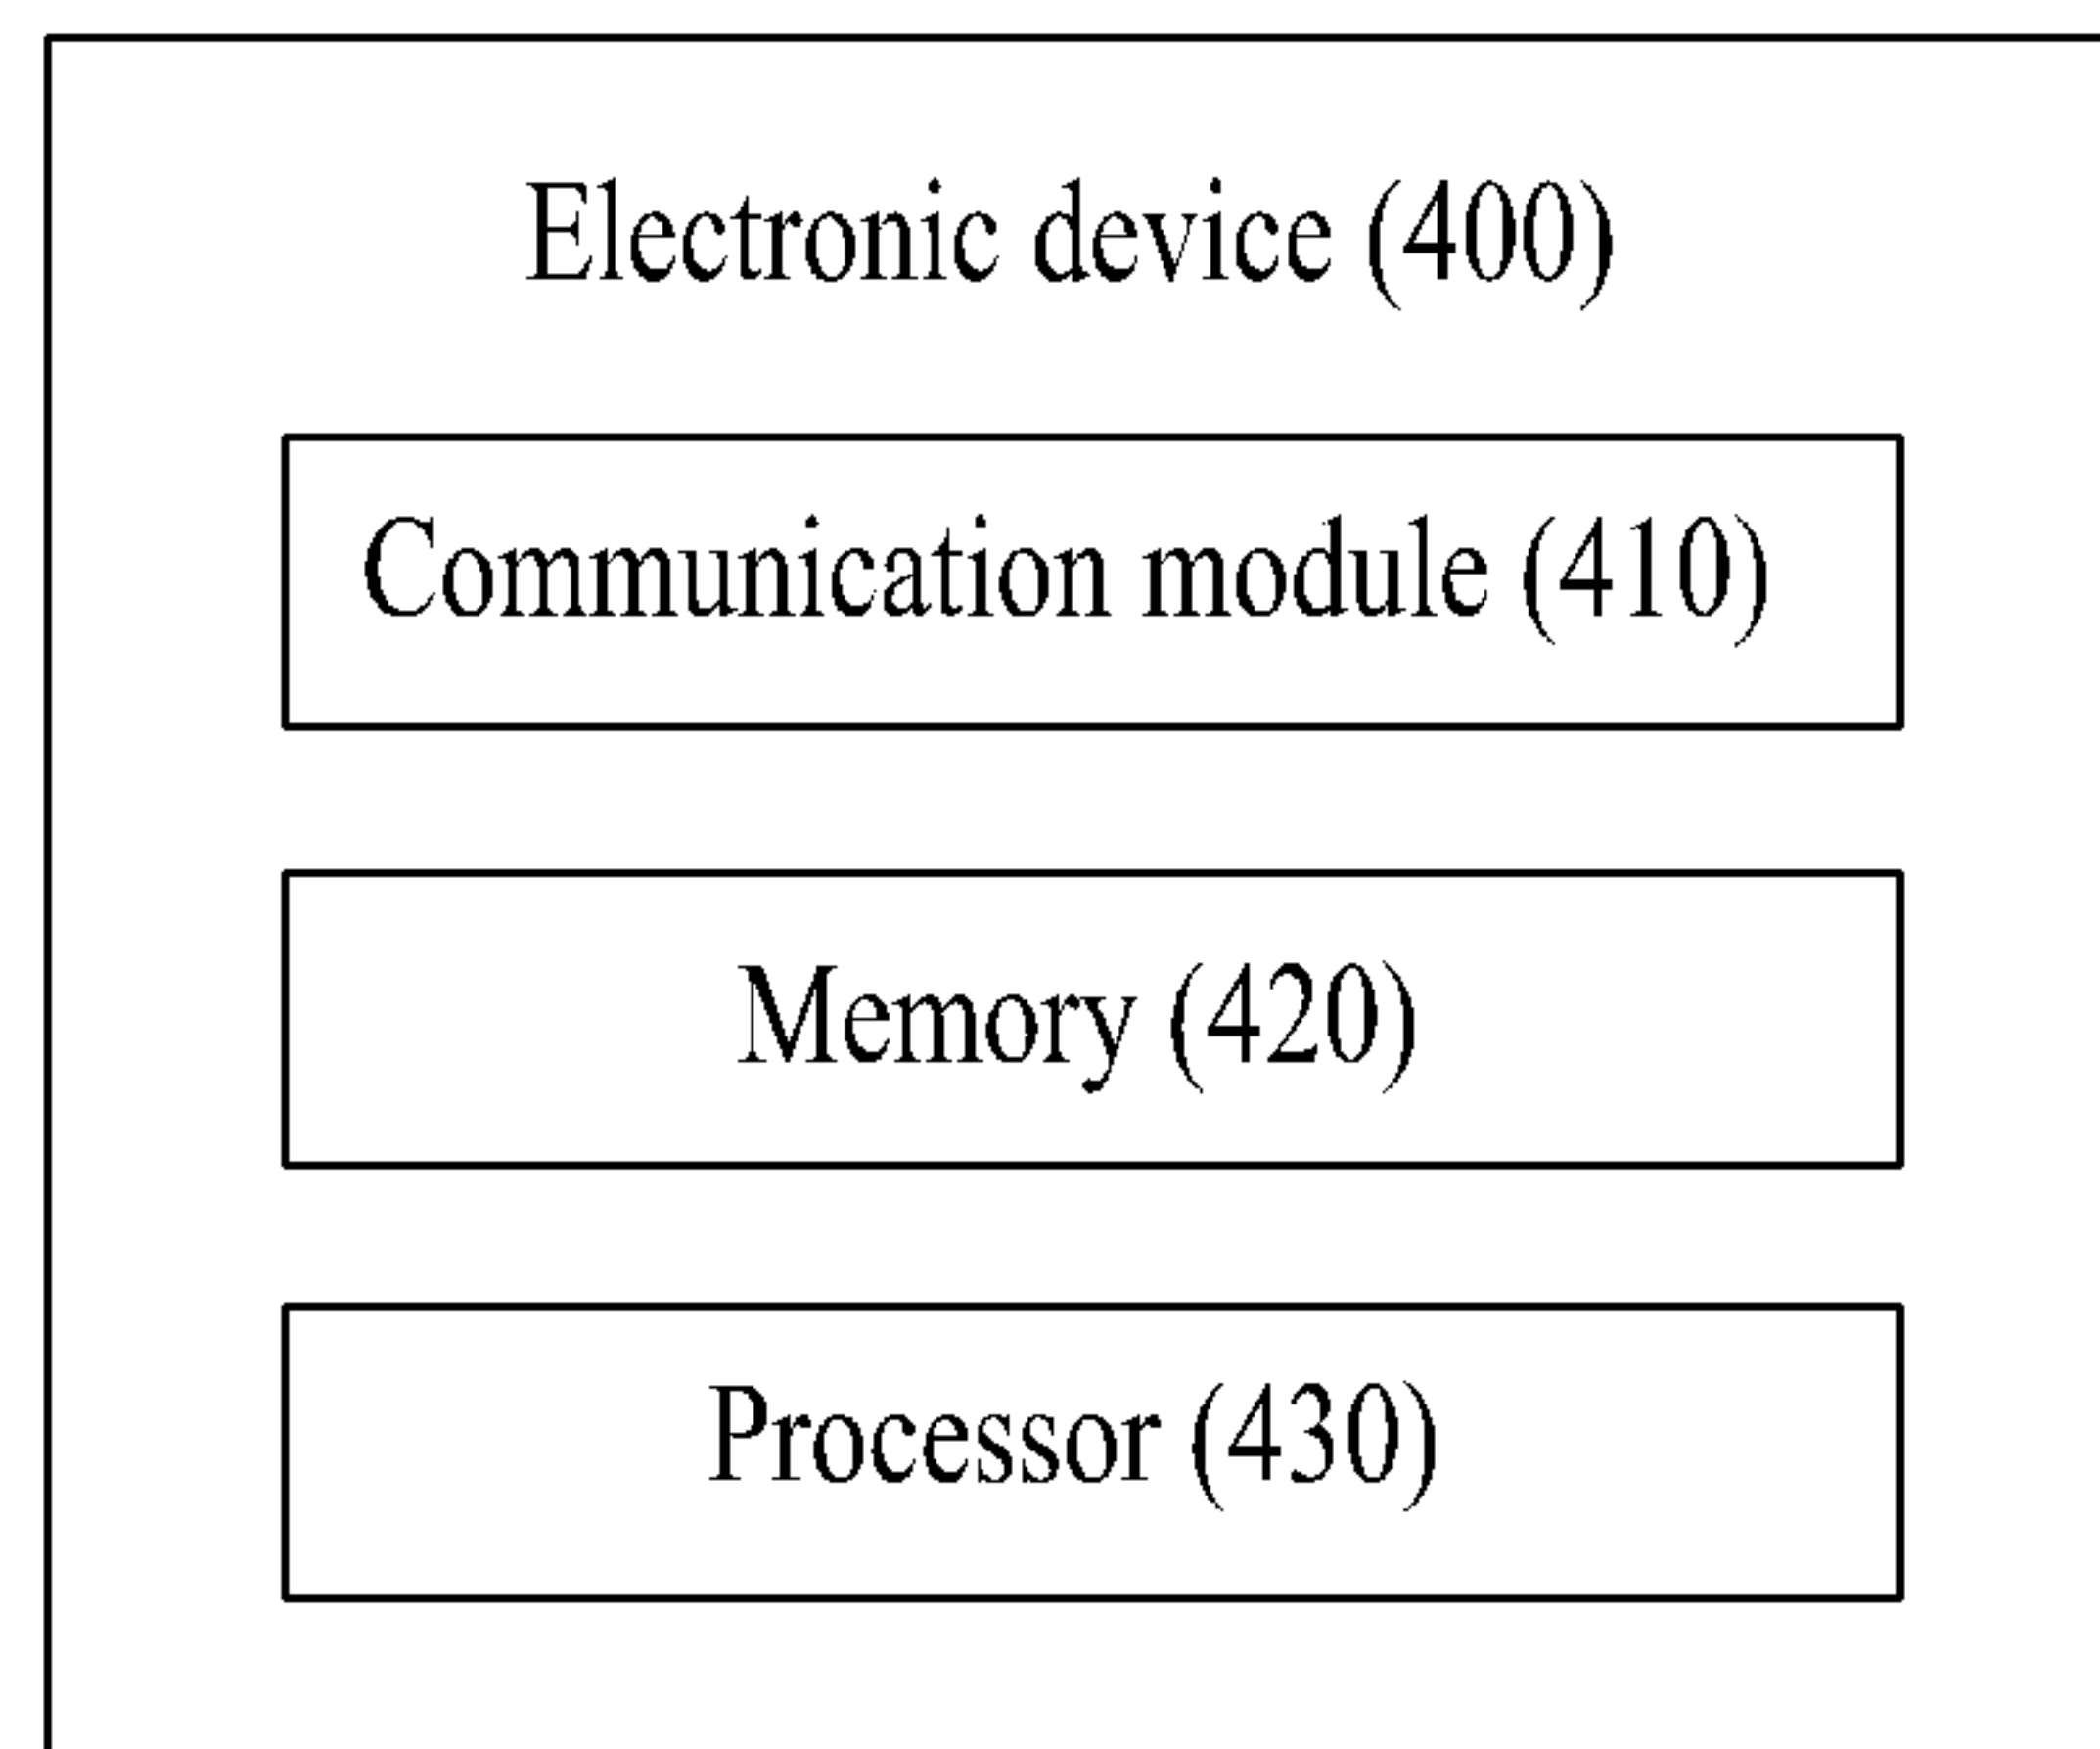 Electronic device (400)
Communication module (410)
Memory (420)
Processor (430)